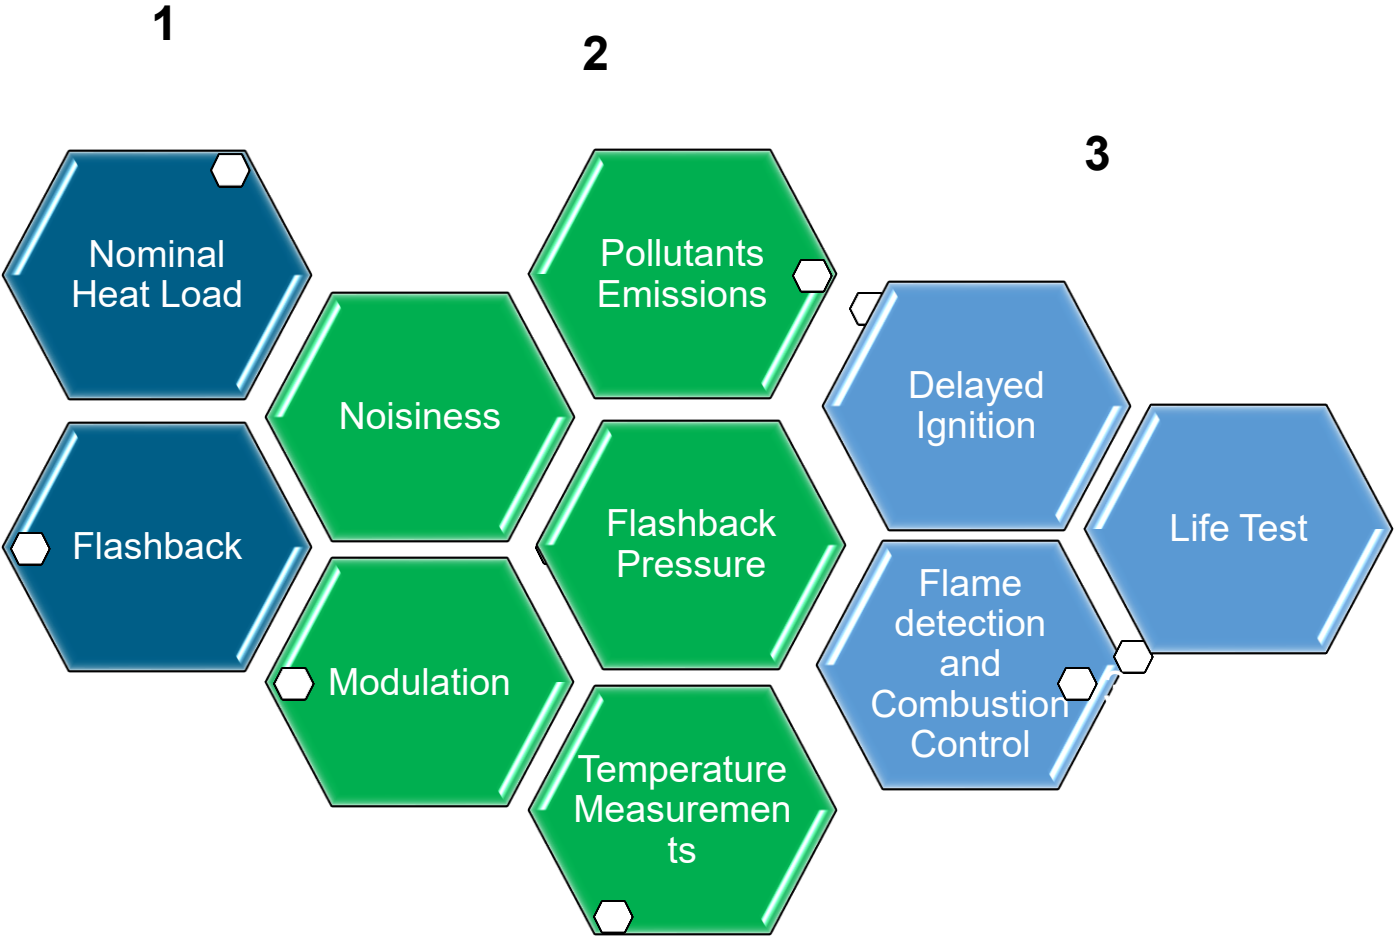 1
2
3
Nominal
Heat Load
Flashback
Noisiness
Modulation
Pollutants
Emissions
Flashback
Pressure
Temperature
Measuremen
ts
Delayed
Ignition
Flame
detection
and
Combustion
Control
Life Test